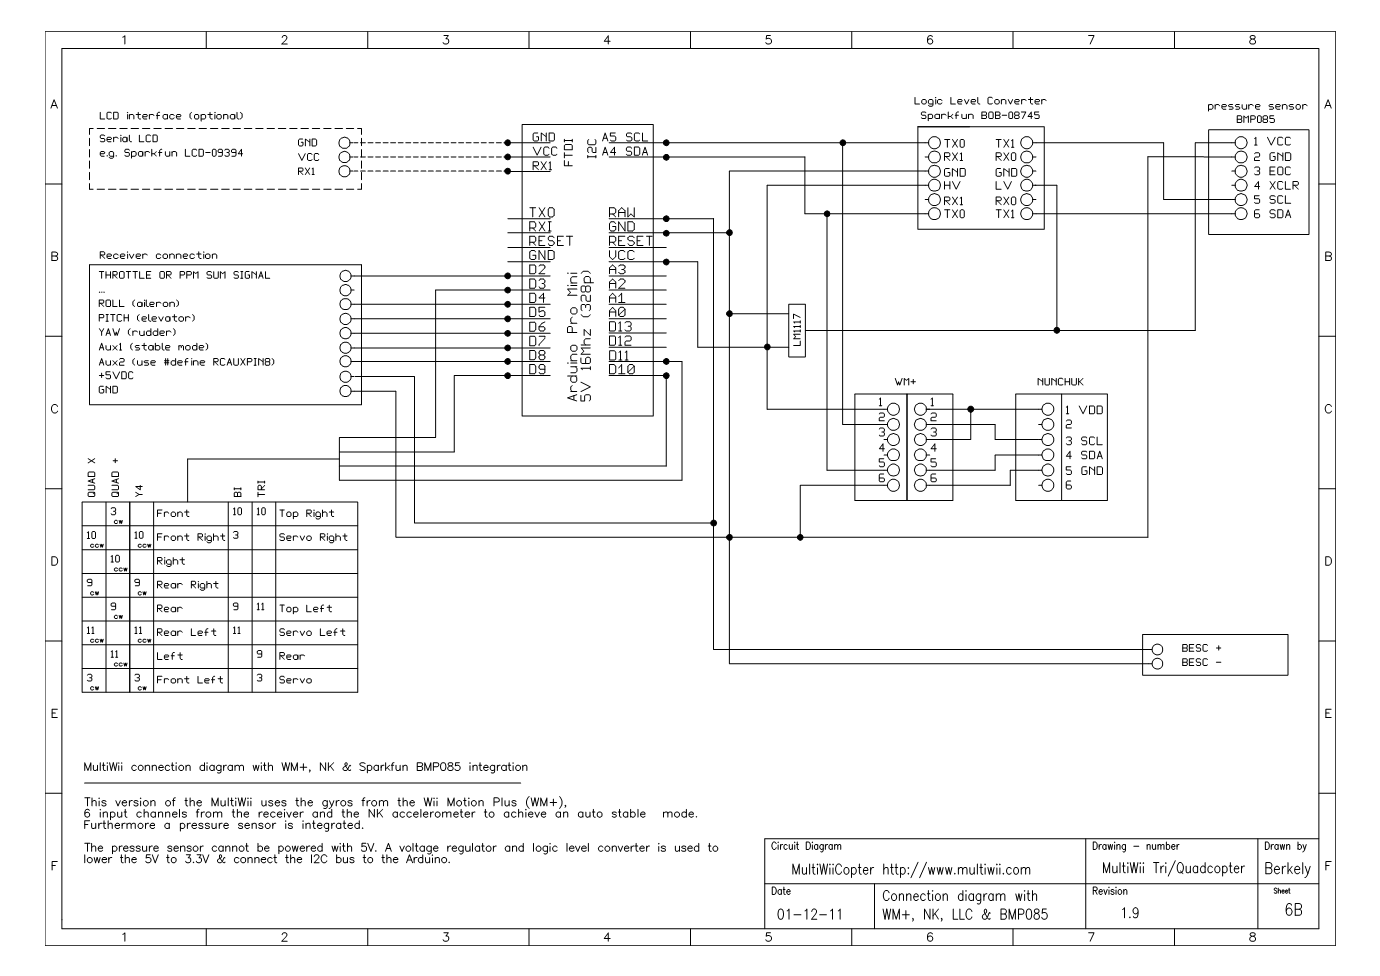 1 2 3 4 5 6 7 8
A A
B B
C C
D D
E E
F F
LCD interface (optional)
Serial LCD
e.g. Sparkfun LCD-09394
GND
VCC
RX1
Receiver connection
THROTTLE OR PPM SUM SIGNAL
...
ROLL (aileron)
PITCH (elevator)
YAW (rudder)
Aux1 (stable mode)
Aux2 (use #define RCAUXPIN8)
+5VDC
GND
GND
VCC
RX1
FTDI
I2C
A5 SCL
A4 SDA
TXO RAW
RXI GND
RESET RESET
GND VCC
D2 A3
D3 A2
D4 A1
D5 A0
D6 D13
D7 D12
D8 D11
D9 D10
Arduino Pro Mini
5V 16Mhz (328p)
Logic Level Converter
Sparkfun BOB-08745
TXO TX1
RX1 RXO
GND GND
HV LV
RX1 RXO
TXO TX1
pressure sensor
BMP085
1 VCC
2 GND
3 EOC
4 XCLR
5 SCL
6 SDA
LM1117
WM+
1 1
2 2
3 3
4 4
5 5
6 6
NUNCHUK
1 VDD
2
3 SCL
4 SDA
5 GND
6
BESC +
BESC -
QUAD X QUAD + Y4 BI TRI
3 cw Front 10 10 Top Right
10 ccw 10 ccw Front Right 3 Servo Right
10 ccw Right
9 cw 9 cw Rear Right
9 cw Rear 9 11 Top Left
11 ccw 11 ccw Rear Left 11 Servo Left
11 ccw Left 9 Rear
3 cw 3 cw Front Left 3 Servo
MultiWii connection diagram with WM+, NK & Sparkfun BMP085 integration
This version of the MultiWii uses the gyros from the Wii Motion Plus (WM+),
6 input channels from the receiver and the NK accelerometer to achieve an auto stable mode.
Furthermore a pressure sensor is integrated.
The pressure sensor cannot be powered with 5V. A voltage regulator and logic level converter is used to
lower the 5V to 3.3V & connect the I2C bus to the Arduino.
Circuit Diagram
MultiWiiCopter http://www.multiwii.com
Drawing - number
MultiWii Tri/Quadcopter
Drawn by
Berkely
Date
01-12-11
Connection diagram with
WM+, NK, LLC & BMP085
Revision
1.9
Sheet
6B
1 2 3 4 5 6 7 8